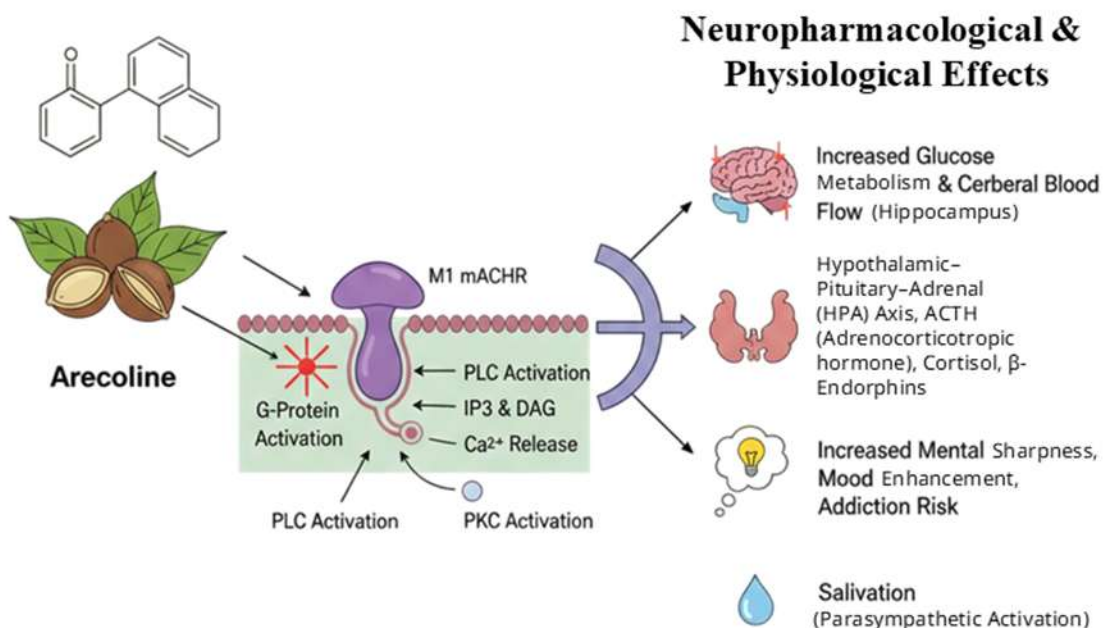 Neuropharmacological &
Physiological Effects
O
Arecoline
M1 mACHR
G-Protein
Activation
PLC Activation
IP3 & DAG
Ca²⁺ Release
PLC Activation
PKC Activation
Increased Glucose
Metabolism & Cerberal Blood
Flow (Hippocampus)
Hypothalamic–
Pituitary–Adrenal
(HPA) Axis, ACTH
(Adrenocorticotropic
hormone), Cortisol, β-
Endorphins
Increased Mental Sharpness,
Mood Enhancement,
Addiction Risk
Salivation
(Parasympathetic Activation)